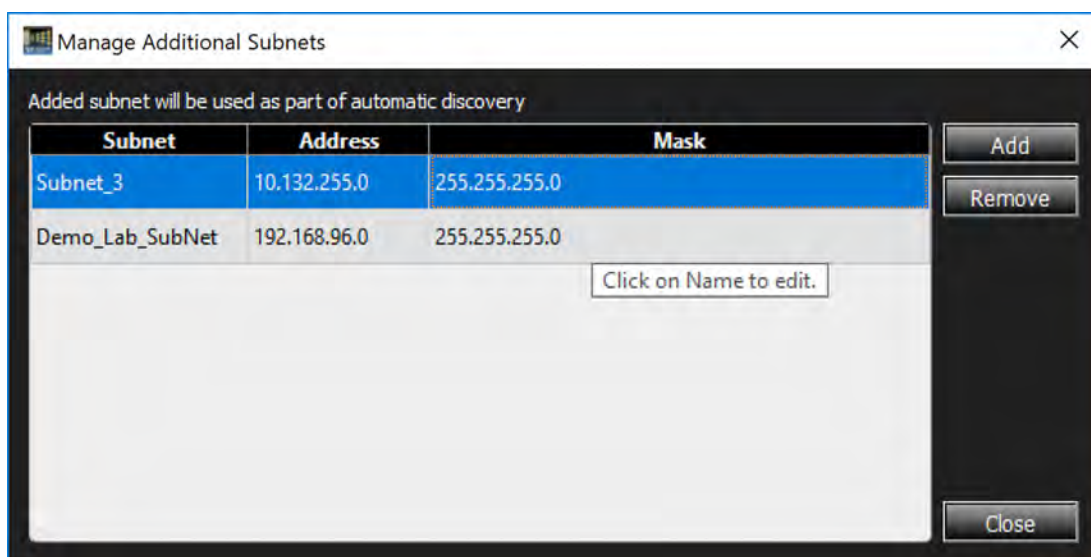 Manage Additional Subnets
Added subnet will be used as part of automatic discovery
Subnet Address Mask
Add
Subnet_3 10.132.255.0 255.255.255.0
Remove
Demo_Lab_SubNet 192.168.96.0 255.255.255.0
Click on Name to edit.
Close